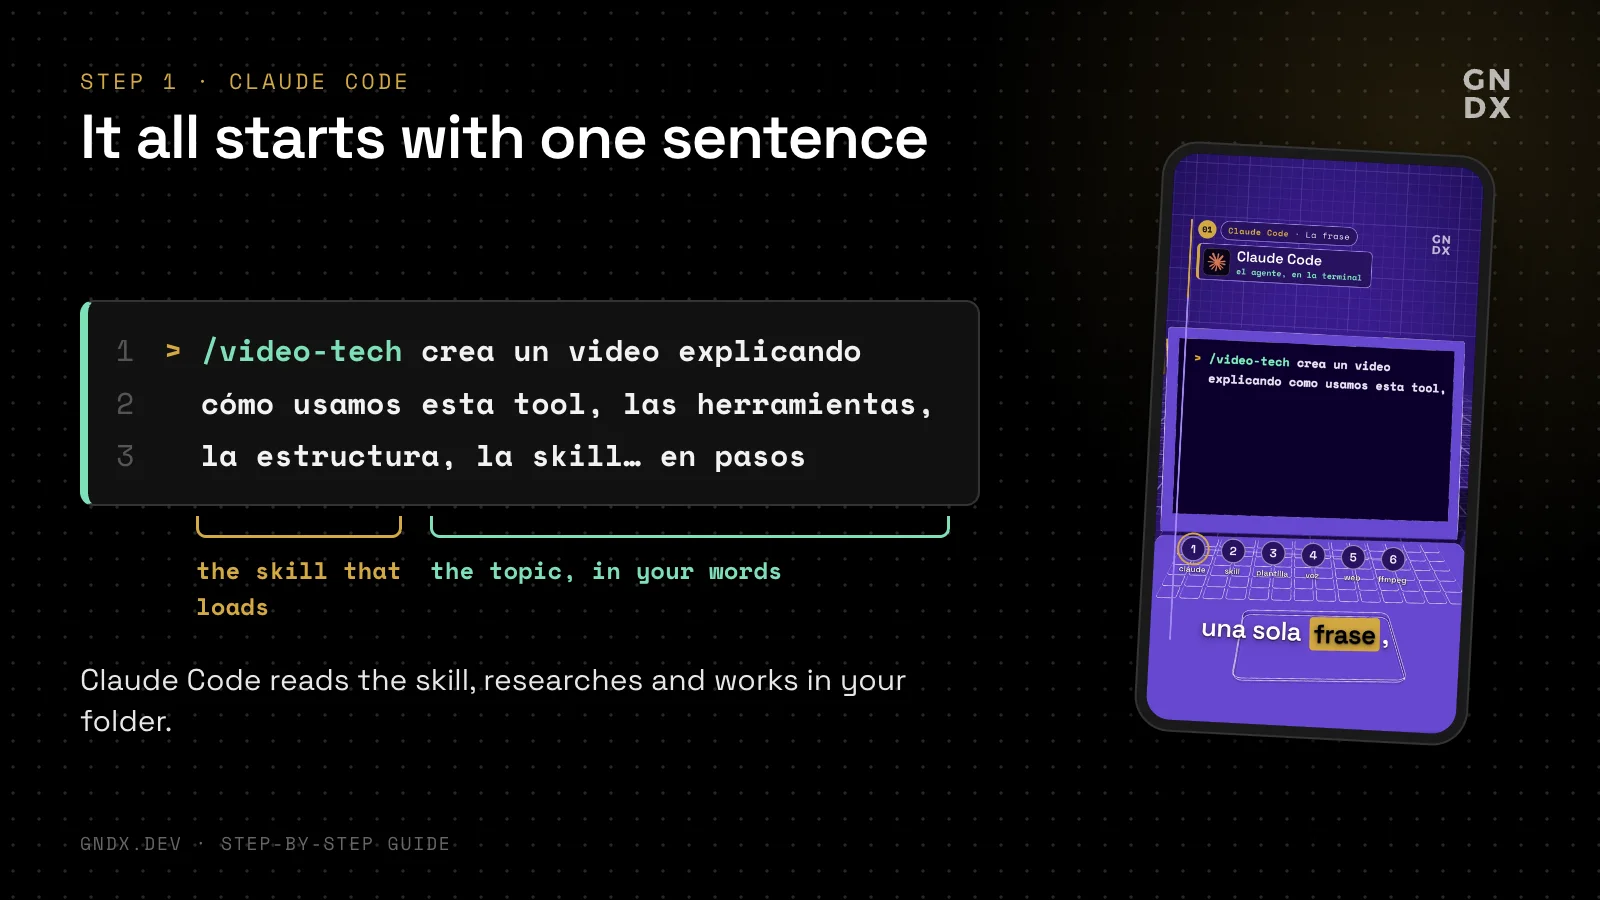 STEP 1 · CLAUDE CODE
It all starts with one sentence
GN
DX
1 > /video-tech crea un video explicando
2 cómo usamos esta tool, las herramientas,
3 la estructura, la skill… en pasos
the skill that
loads
the topic, in your words
Claude Code reads the skill, researches and works in your
folder.
GNDX.DEV · STEP-BY-STEP GUIDE
01 Claude Code · La frase
GN
DX
Claude Code
el agente, en la terminal
> /video-tech crea un video
explicando como usamos esta tool,
1 2 3 4 5 6
claude skill plantilla voz web ffmpeg
una sola frase,